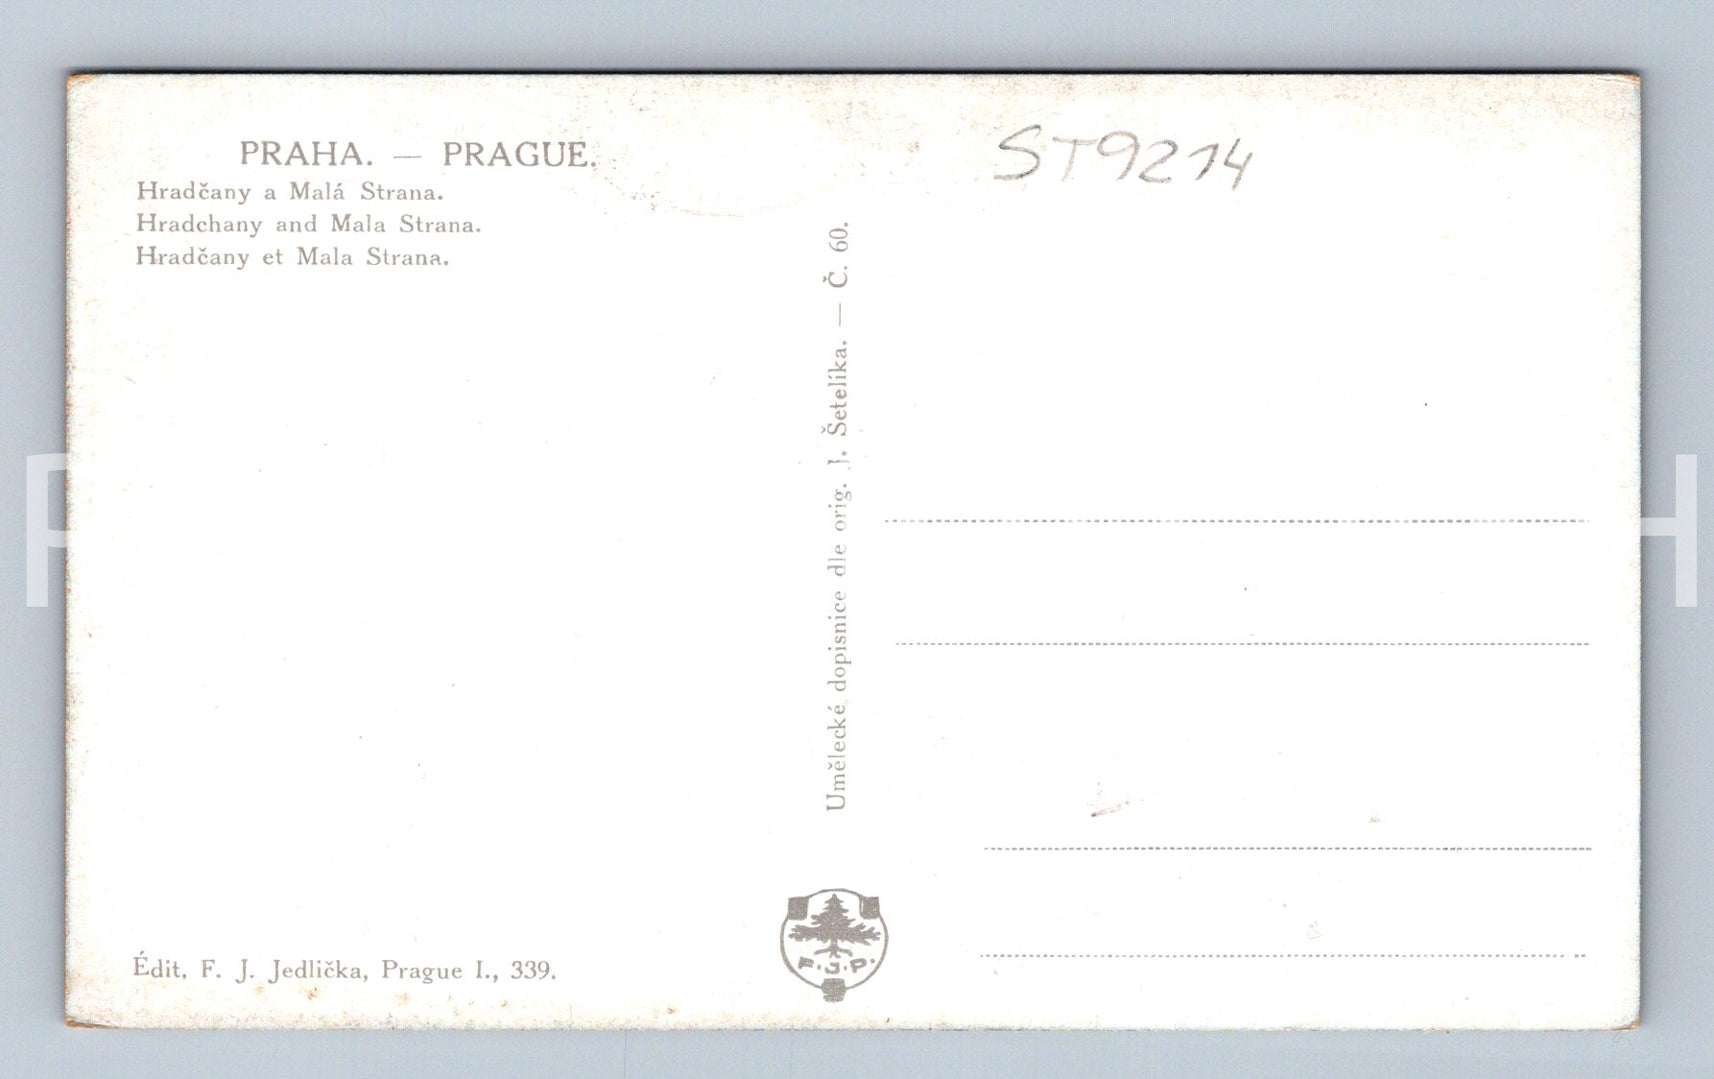 PRAHA. — PRAGUE.
Hradčany a Malá Strana.
Hradchany and Mala Strana.
Hradčany et Mala Strana.
ST9214
Umělecké dopisnice dle orig. J. Šetelíka. — Č. 60.
F.J.P.
Édit. F. J. Jedlička, Prague I., 339.